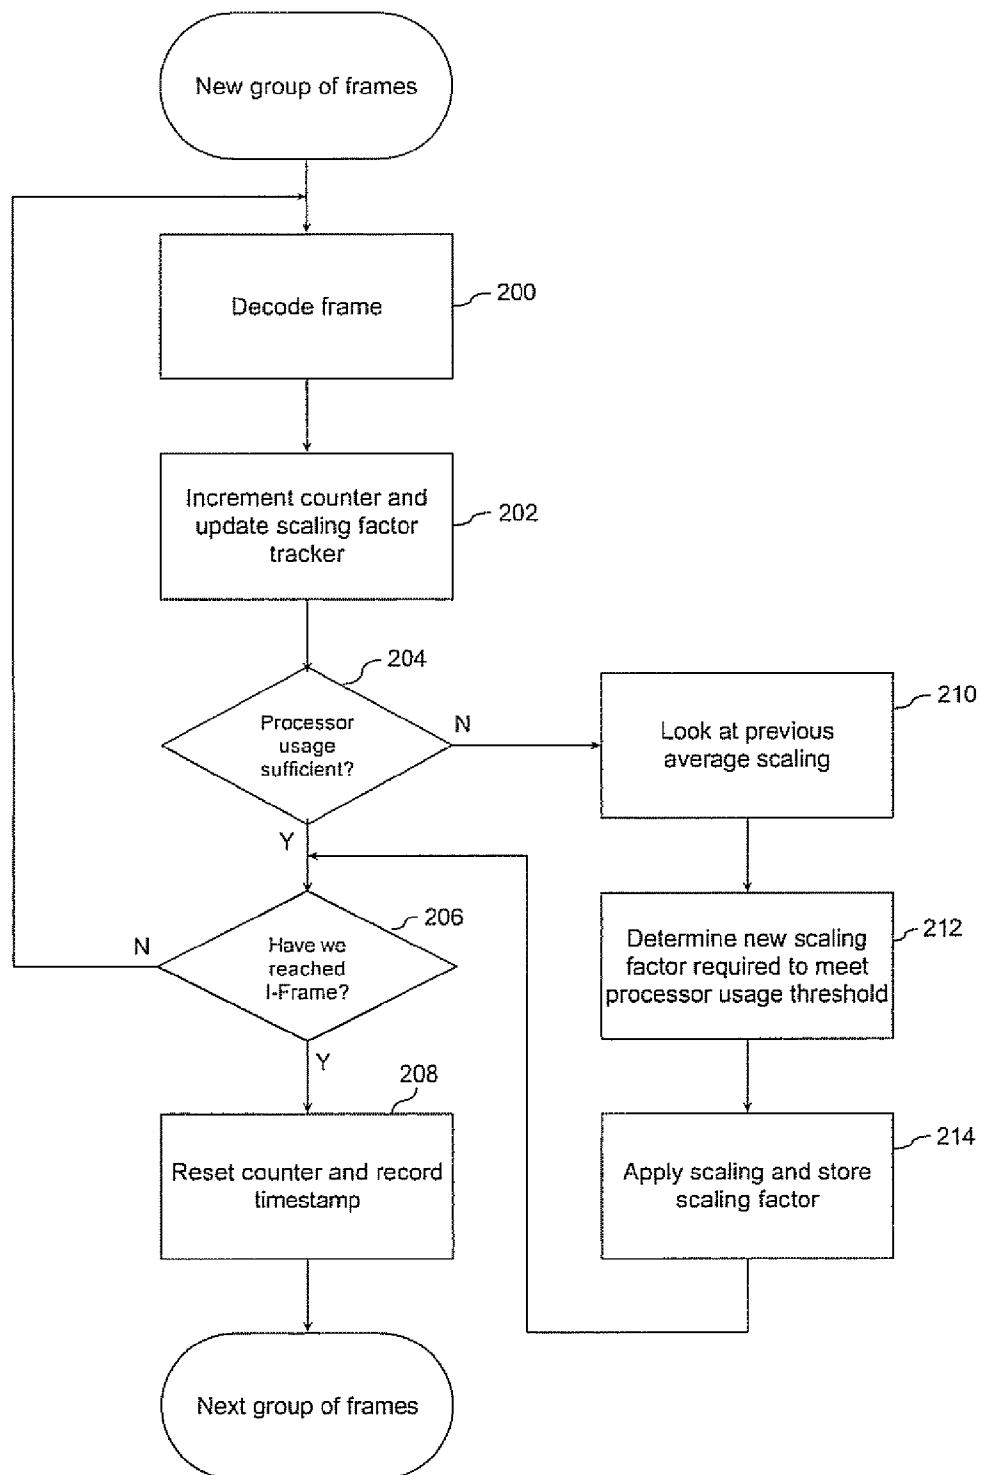 New group of frames
Decode frame
200
Increment counter and
update scaling factor
tracker
202
204
Processor
usage
sufficient?
N
Y
210
Look at previous
average scaling
206
Have we
reached
I-Frame?
N
Y
212
Determine new scaling
factor required to meet
processor usage threshold
208
Reset counter and record
timestamp
214
Apply scaling and store
scaling factor
Next group of frames